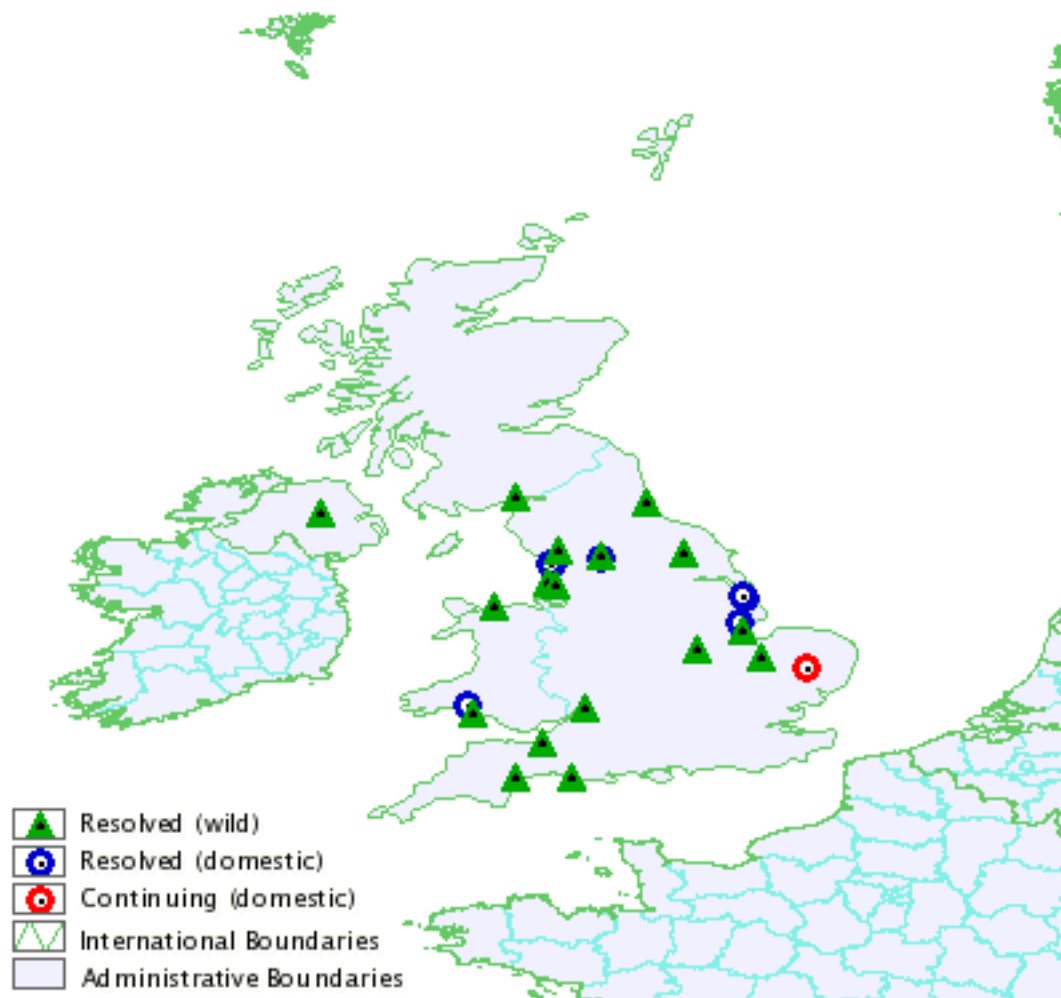 Resolved (wild)
Resolved (domestic)
Continuing (domestic)
International Boundaries
Administrative Boundaries